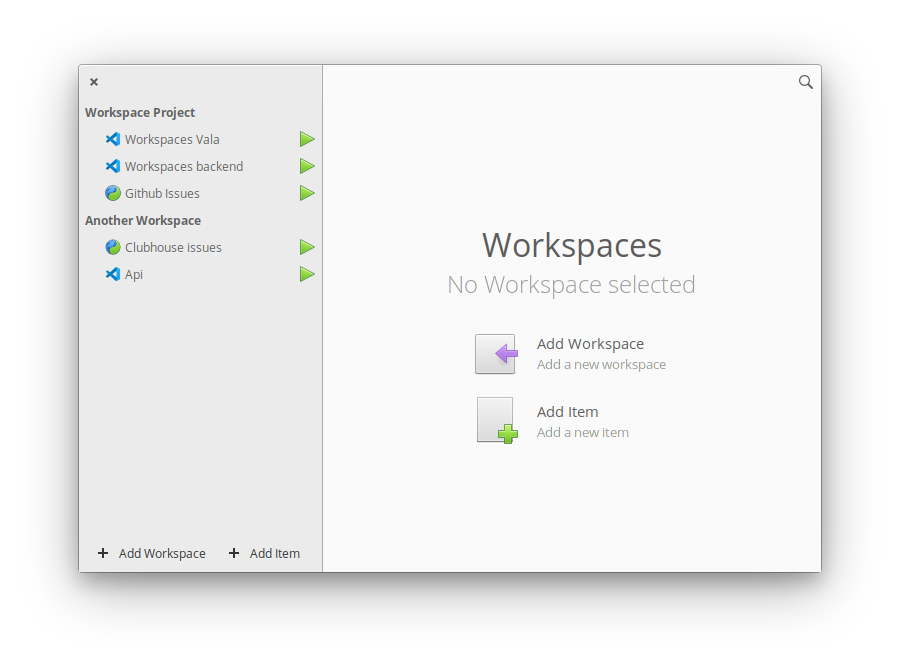 Workspace Project
Workspaces Vala
Workspaces backend
Github Issues
Another Workspace
Clubhouse issues
Api
Add Workspace
Add Item
Workspaces
No Workspace selected
Add Workspace
Add a new workspace
Add Item
Add a new item